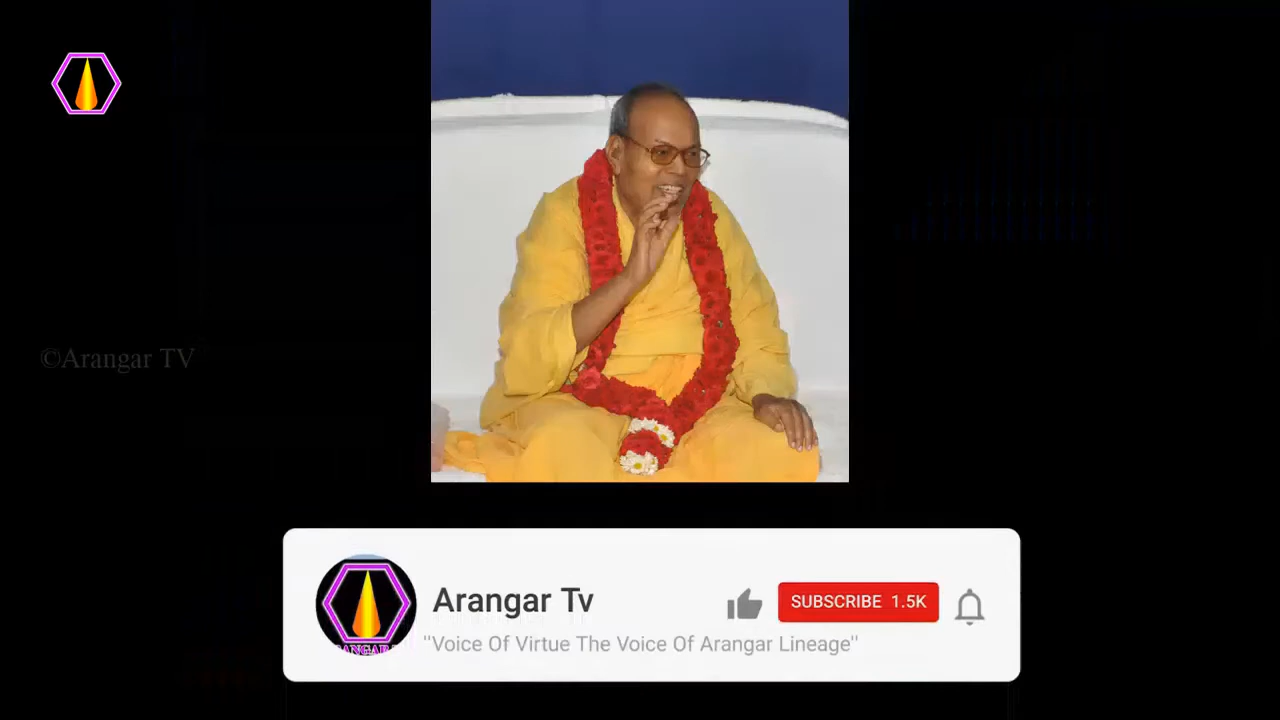 ©Arangar TV
Arangar Tv
SUBSCRIBE 1.5K
"Voice Of Virtue The Voice Of Arangar Lineage"